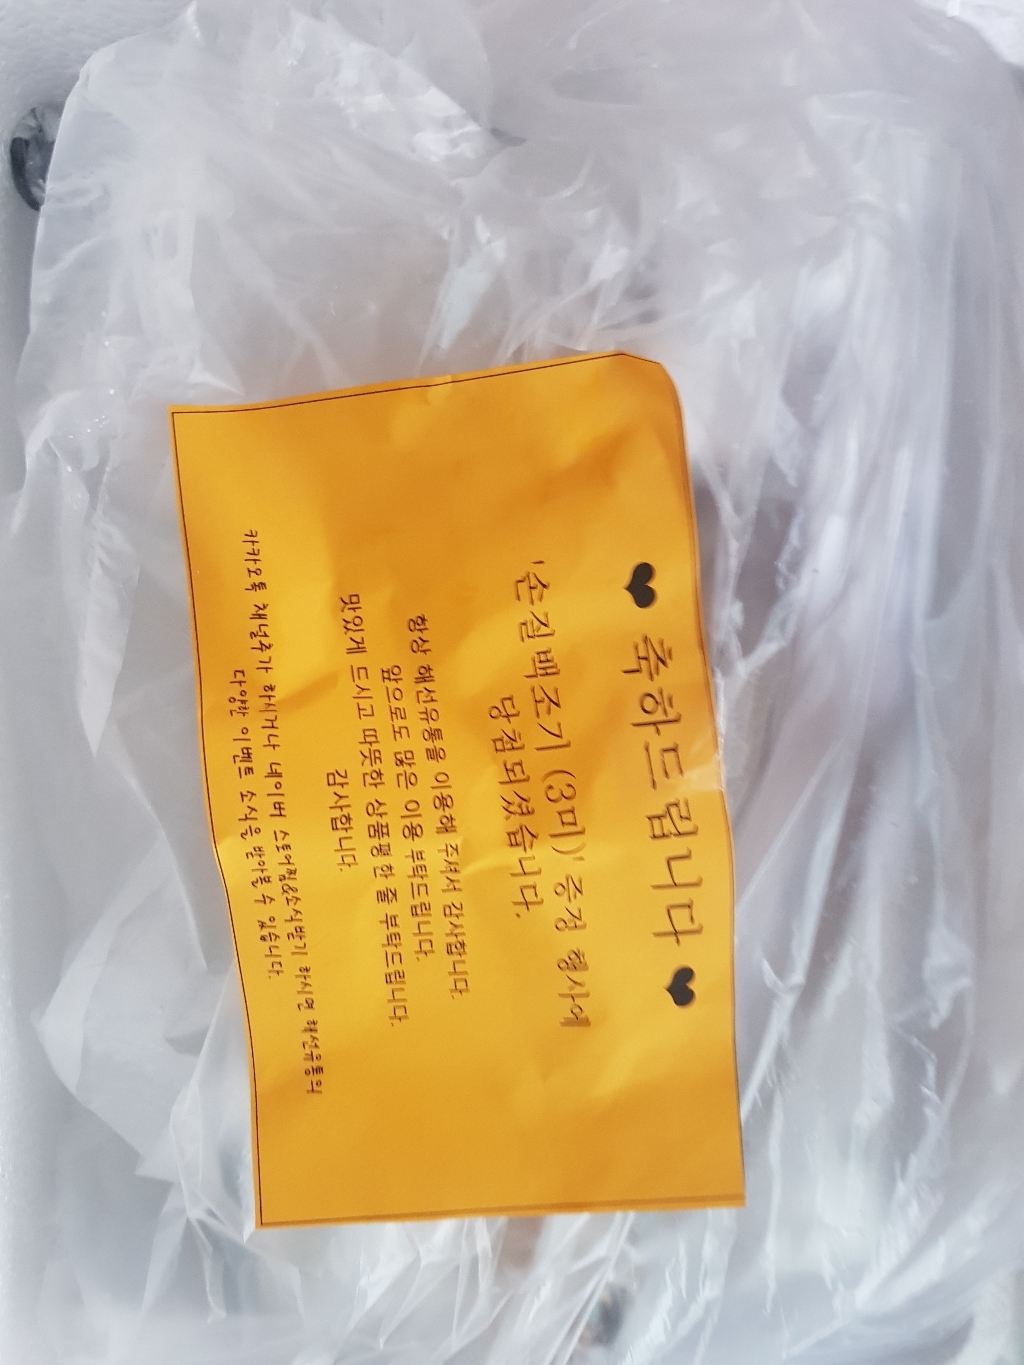 ♥ 축하드립니다 ♥
'손질백조기 (3미)' 증정 행사에
당첨되셨습니다.
항상 해선유통을 이용해 주셔서 감사합니다.
앞으로도 많은 이용 부탁드립니다.
맛있게 드시고 따뜻한 상품평 한 줄 부탁드립니다.
감사합니다.
카카오톡 채널추가 하시거나 네이버 스토어찜&소식받기 하시면 해선유통의
다양한 이벤트 소식을 받아볼 수 있습니다.